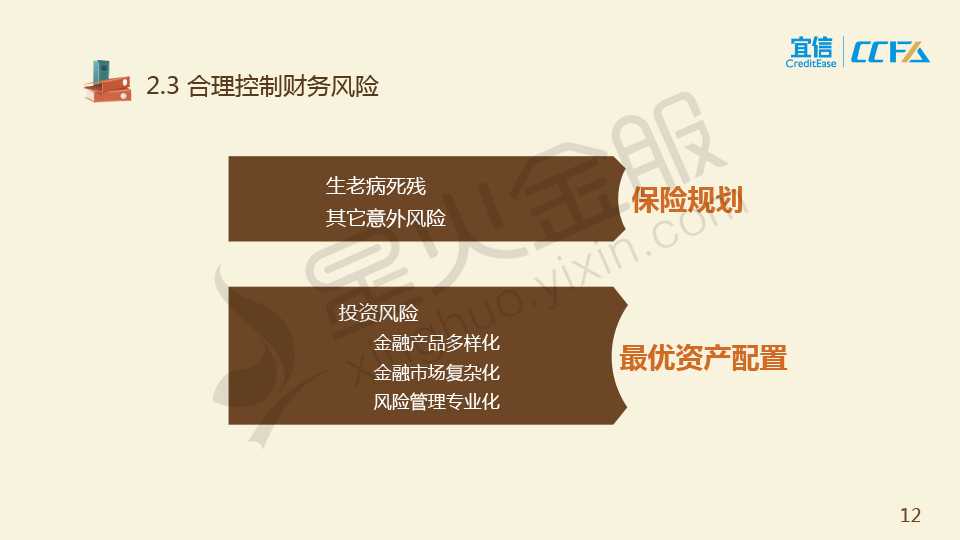 宜信
CreditEase
CCFA
2.3 合理控制财务风险
生老病死残
其它意外风险
保险规划
投资风险
金融产品多样化
金融市场复杂化
风险管理专业化
最优资产配置
星火金服
xinghuo.yixin.com
12